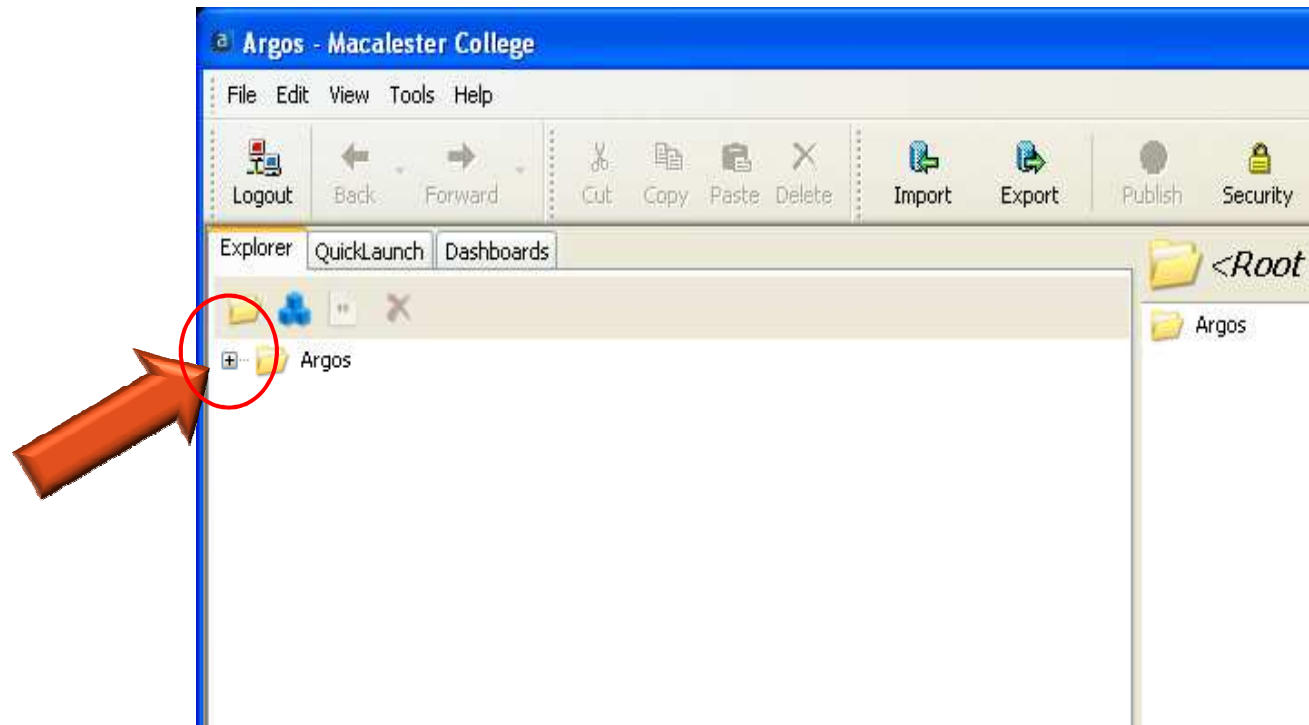 Argos - Macalester College
File Edit View Tools Help
Logout Back Forward Cut Copy Paste Delete Import Export Publish Security
Explorer QuickLaunch Dashboards
<Root
Argos
Argos